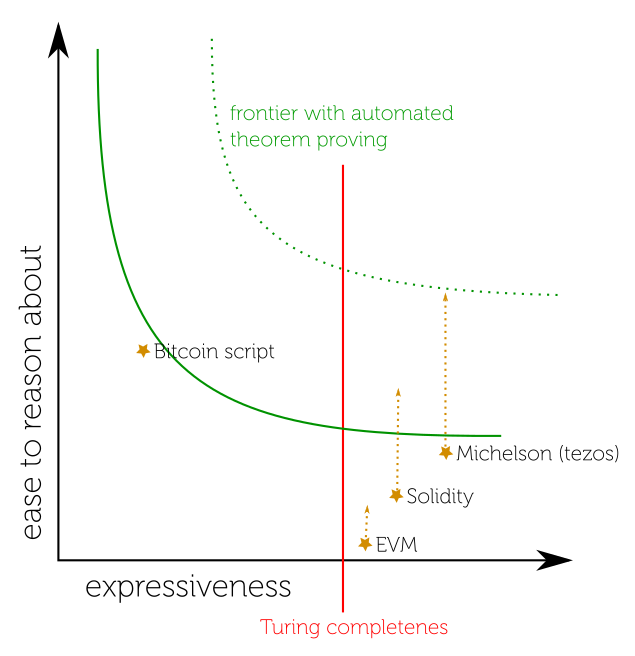 frontier with automated
theorem proving
ease to reason about
Bitcoin script
Michelson (tezos)
Solidity
EVM
expressiveness
Turing completenes